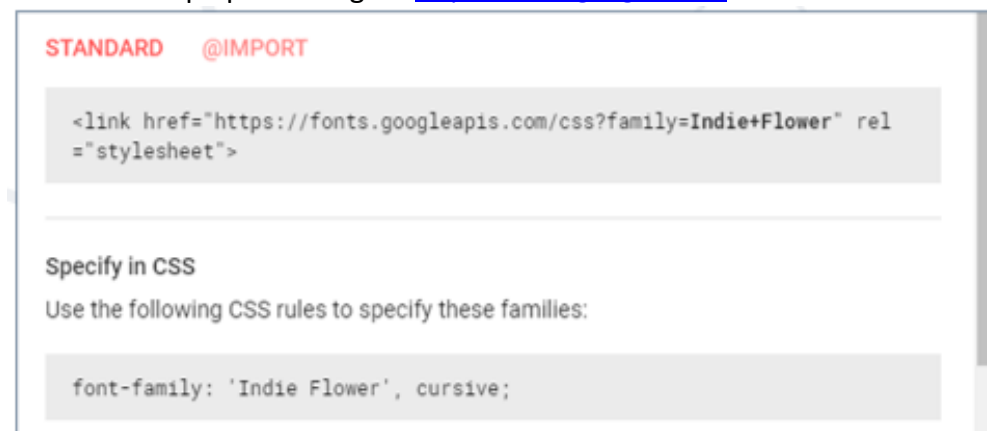 STANDARD @IMPORT
<link href="https://fonts.googleapis.com/css?family=Indie+Flower" rel
="stylesheet">
Specify in CSS
Use the following CSS rules to specify these families:
font-family: 'Indie Flower', cursive;